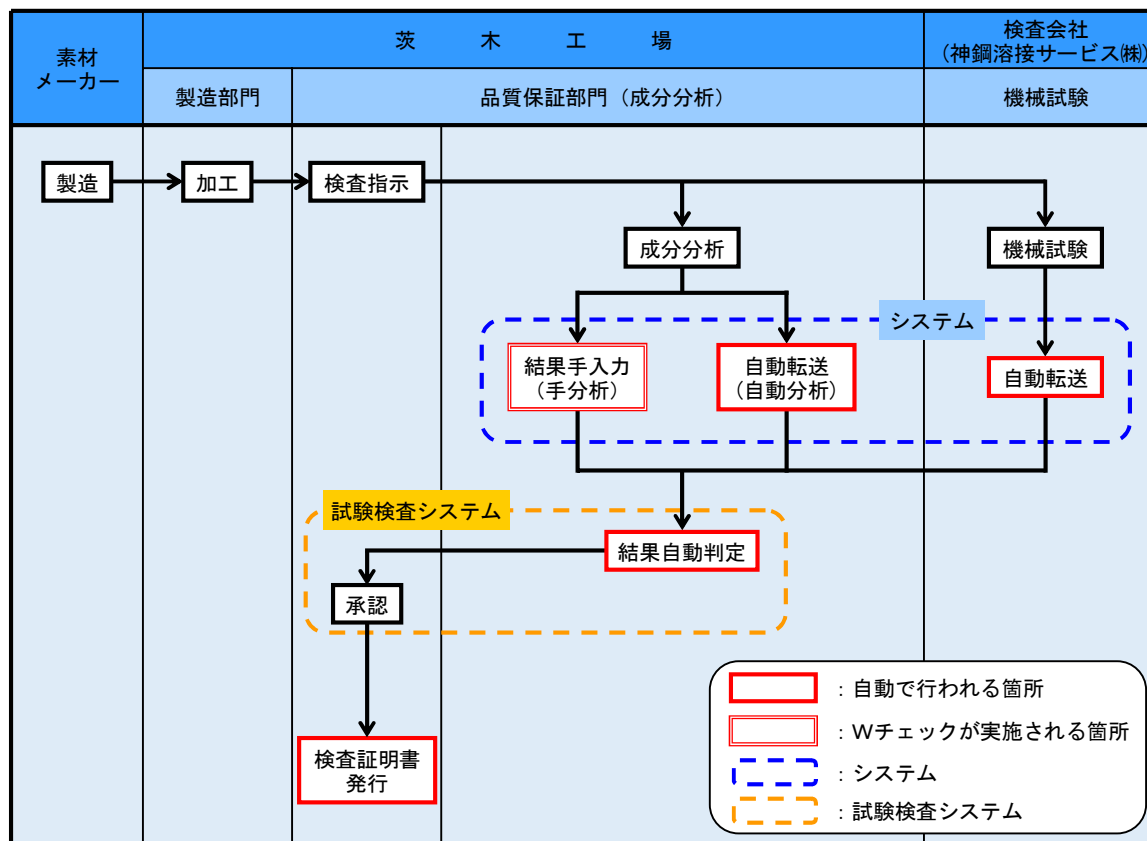 素材
メーカー
茨木工場
検査会社
（神鋼溶接サービス㈱）
製造部門
品質保証部門（成分分析）
機械試験
製造
加工
検査指示
成分分析
機械試験
システム
結果手入力
（手分析）
自動転送
（自動分析）
自動転送
試験検査システム
結果自動判定
承認
検査証明書
発行
：自動で行われる箇所
：Wチェックが実施される箇所
：システム
：試験検査システム